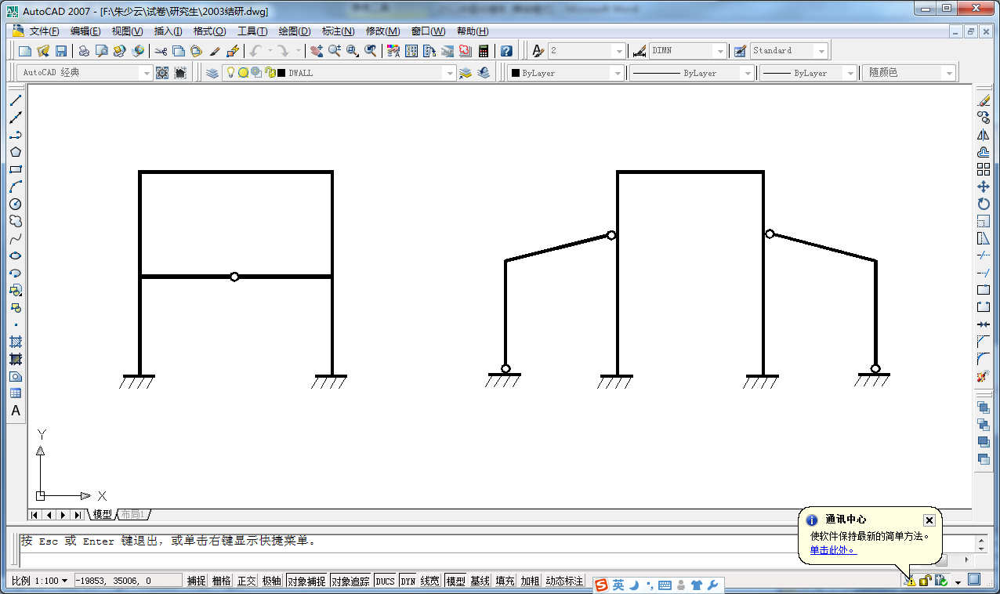 AutoCAD 2007 - [F:\朱少云\试卷\研究生\2003结研.dwg]
文件(F) 编辑(E) 视图(V) 插入(I) 格式(O) 工具(T) 绘图(D) 标注(N) 修改(M) 窗口(W) 帮助(H)
2 DIMN Standard
AutoCAD 经典 DWALL ByLayer ByLayer ByLayer 随颜色
A
Y
X
模型 布局1
通讯中心
使软件保持最新的简单方法。
单击此处。
按 Esc 或 Enter 键退出，或单击右键显示快捷菜单。
比例 1:100 -19853, 35006, 0 捕捉 栅格 正交 极轴 对象捕捉 对象追踪 DUCS DYN 线宽 模型 基线 填充 加粗 动态标注
S 英